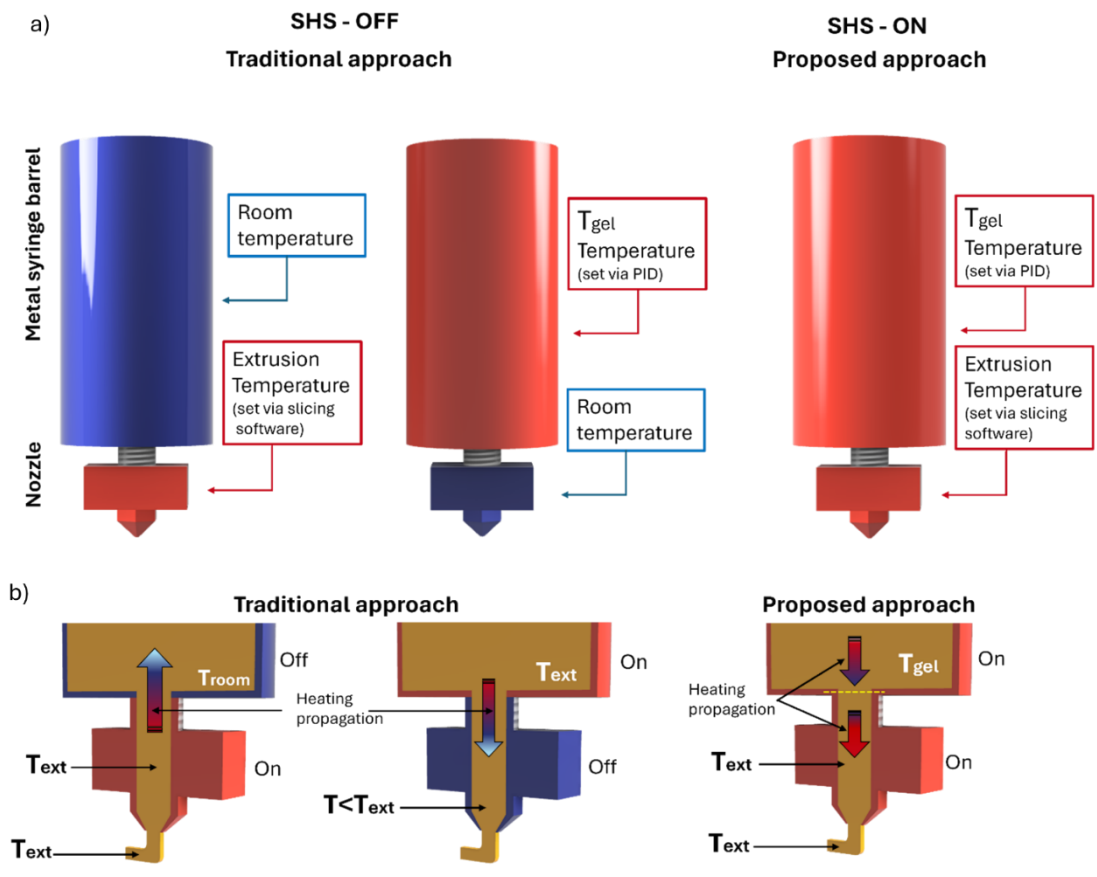 a)
SHS - OFF
Traditional approach
SHS - ON
Proposed approach
Metal syringe barrel
Nozzle
Room
temperature
Extrusion
Temperature
(set via slicing
software)
Tgel
Temperature
(set via PID)
Room
temperature
Tgel
Temperature
(set via PID)
Extrusion
Temperature
(set via slicing
software)
b)
Traditional approach
Proposed approach
Troom
Off
Heating
propagation
Text
On
Text
Text
On
Off
T<Text
Tgel
On
Heating
propagation
Text
On
Text